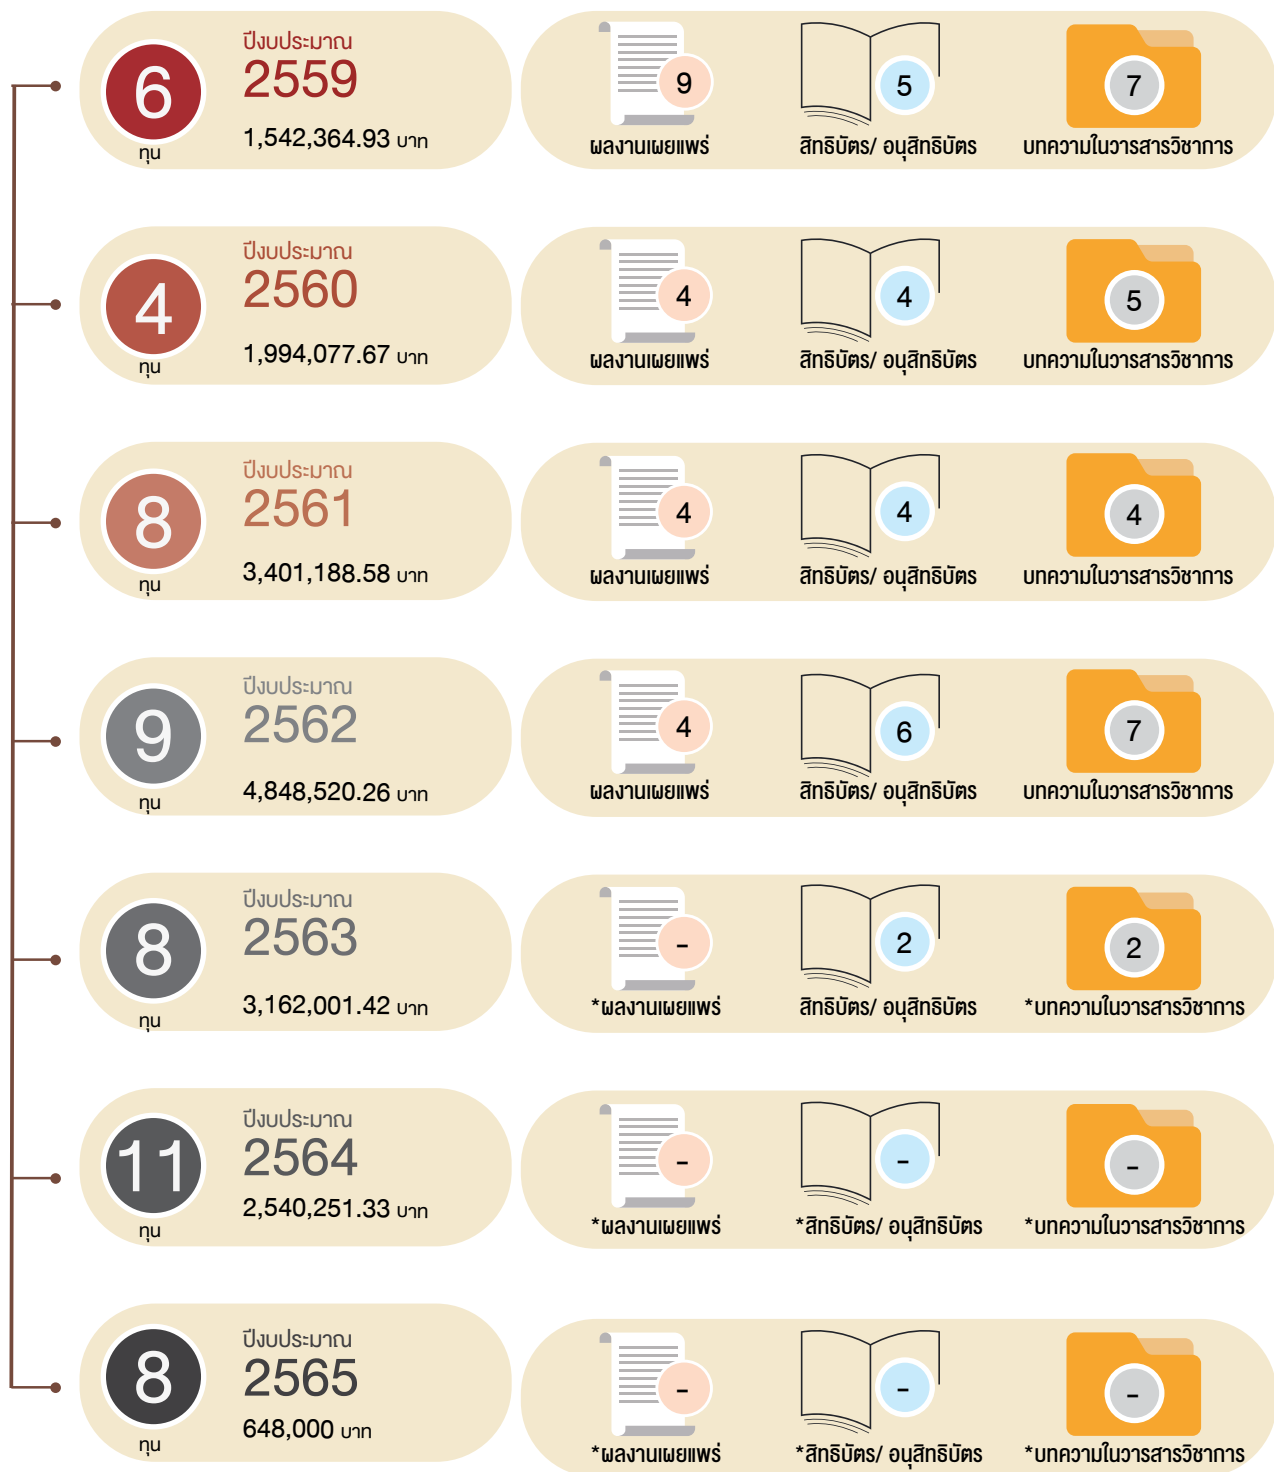 6
ทุน
ปีงบประมาณ
2559
1,542,364.93 บาท
9
ผลงานเผยแพร่
5
สิทธิบัตร/ อนุสิทธิบัตร
7
บทความในวารสารวิชาการ
4
ทุน
ปีงบประมาณ
2560
1,994,077.67 บาท
4
ผลงานเผยแพร่
4
สิทธิบัตร/ อนุสิทธิบัตร
5
บทความในวารสารวิชาการ
8
ทุน
ปีงบประมาณ
2561
3,401,188.58 บาท
4
ผลงานเผยแพร่
4
สิทธิบัตร/ อนุสิทธิบัตร
4
บทความในวารสารวิชาการ
9
ทุน
ปีงบประมาณ
2562
4,848,520.26 บาท
4
ผลงานเผยแพร่
6
สิทธิบัตร/ อนุสิทธิบัตร
7
บทความในวารสารวิชาการ
8
ทุน
ปีงบประมาณ
2563
3,162,001.42 บาท
-
*ผลงานเผยแพร่
2
สิทธิบัตร/ อนุสิทธิบัตร
2
*บทความในวารสารวิชาการ
11
ทุน
ปีงบประมาณ
2564
2,540,251.33 บาท
-
*ผลงานเผยแพร่
-
*สิทธิบัตร/ อนุสิทธิบัตร
-
*บทความในวารสารวิชาการ
8
ทุน
ปีงบประมาณ
2565
648,000 บาท
-
*ผลงานเผยแพร่
-
*สิทธิบัตร/ อนุสิทธิบัตร
-
*บทความในวารสารวิชาการ